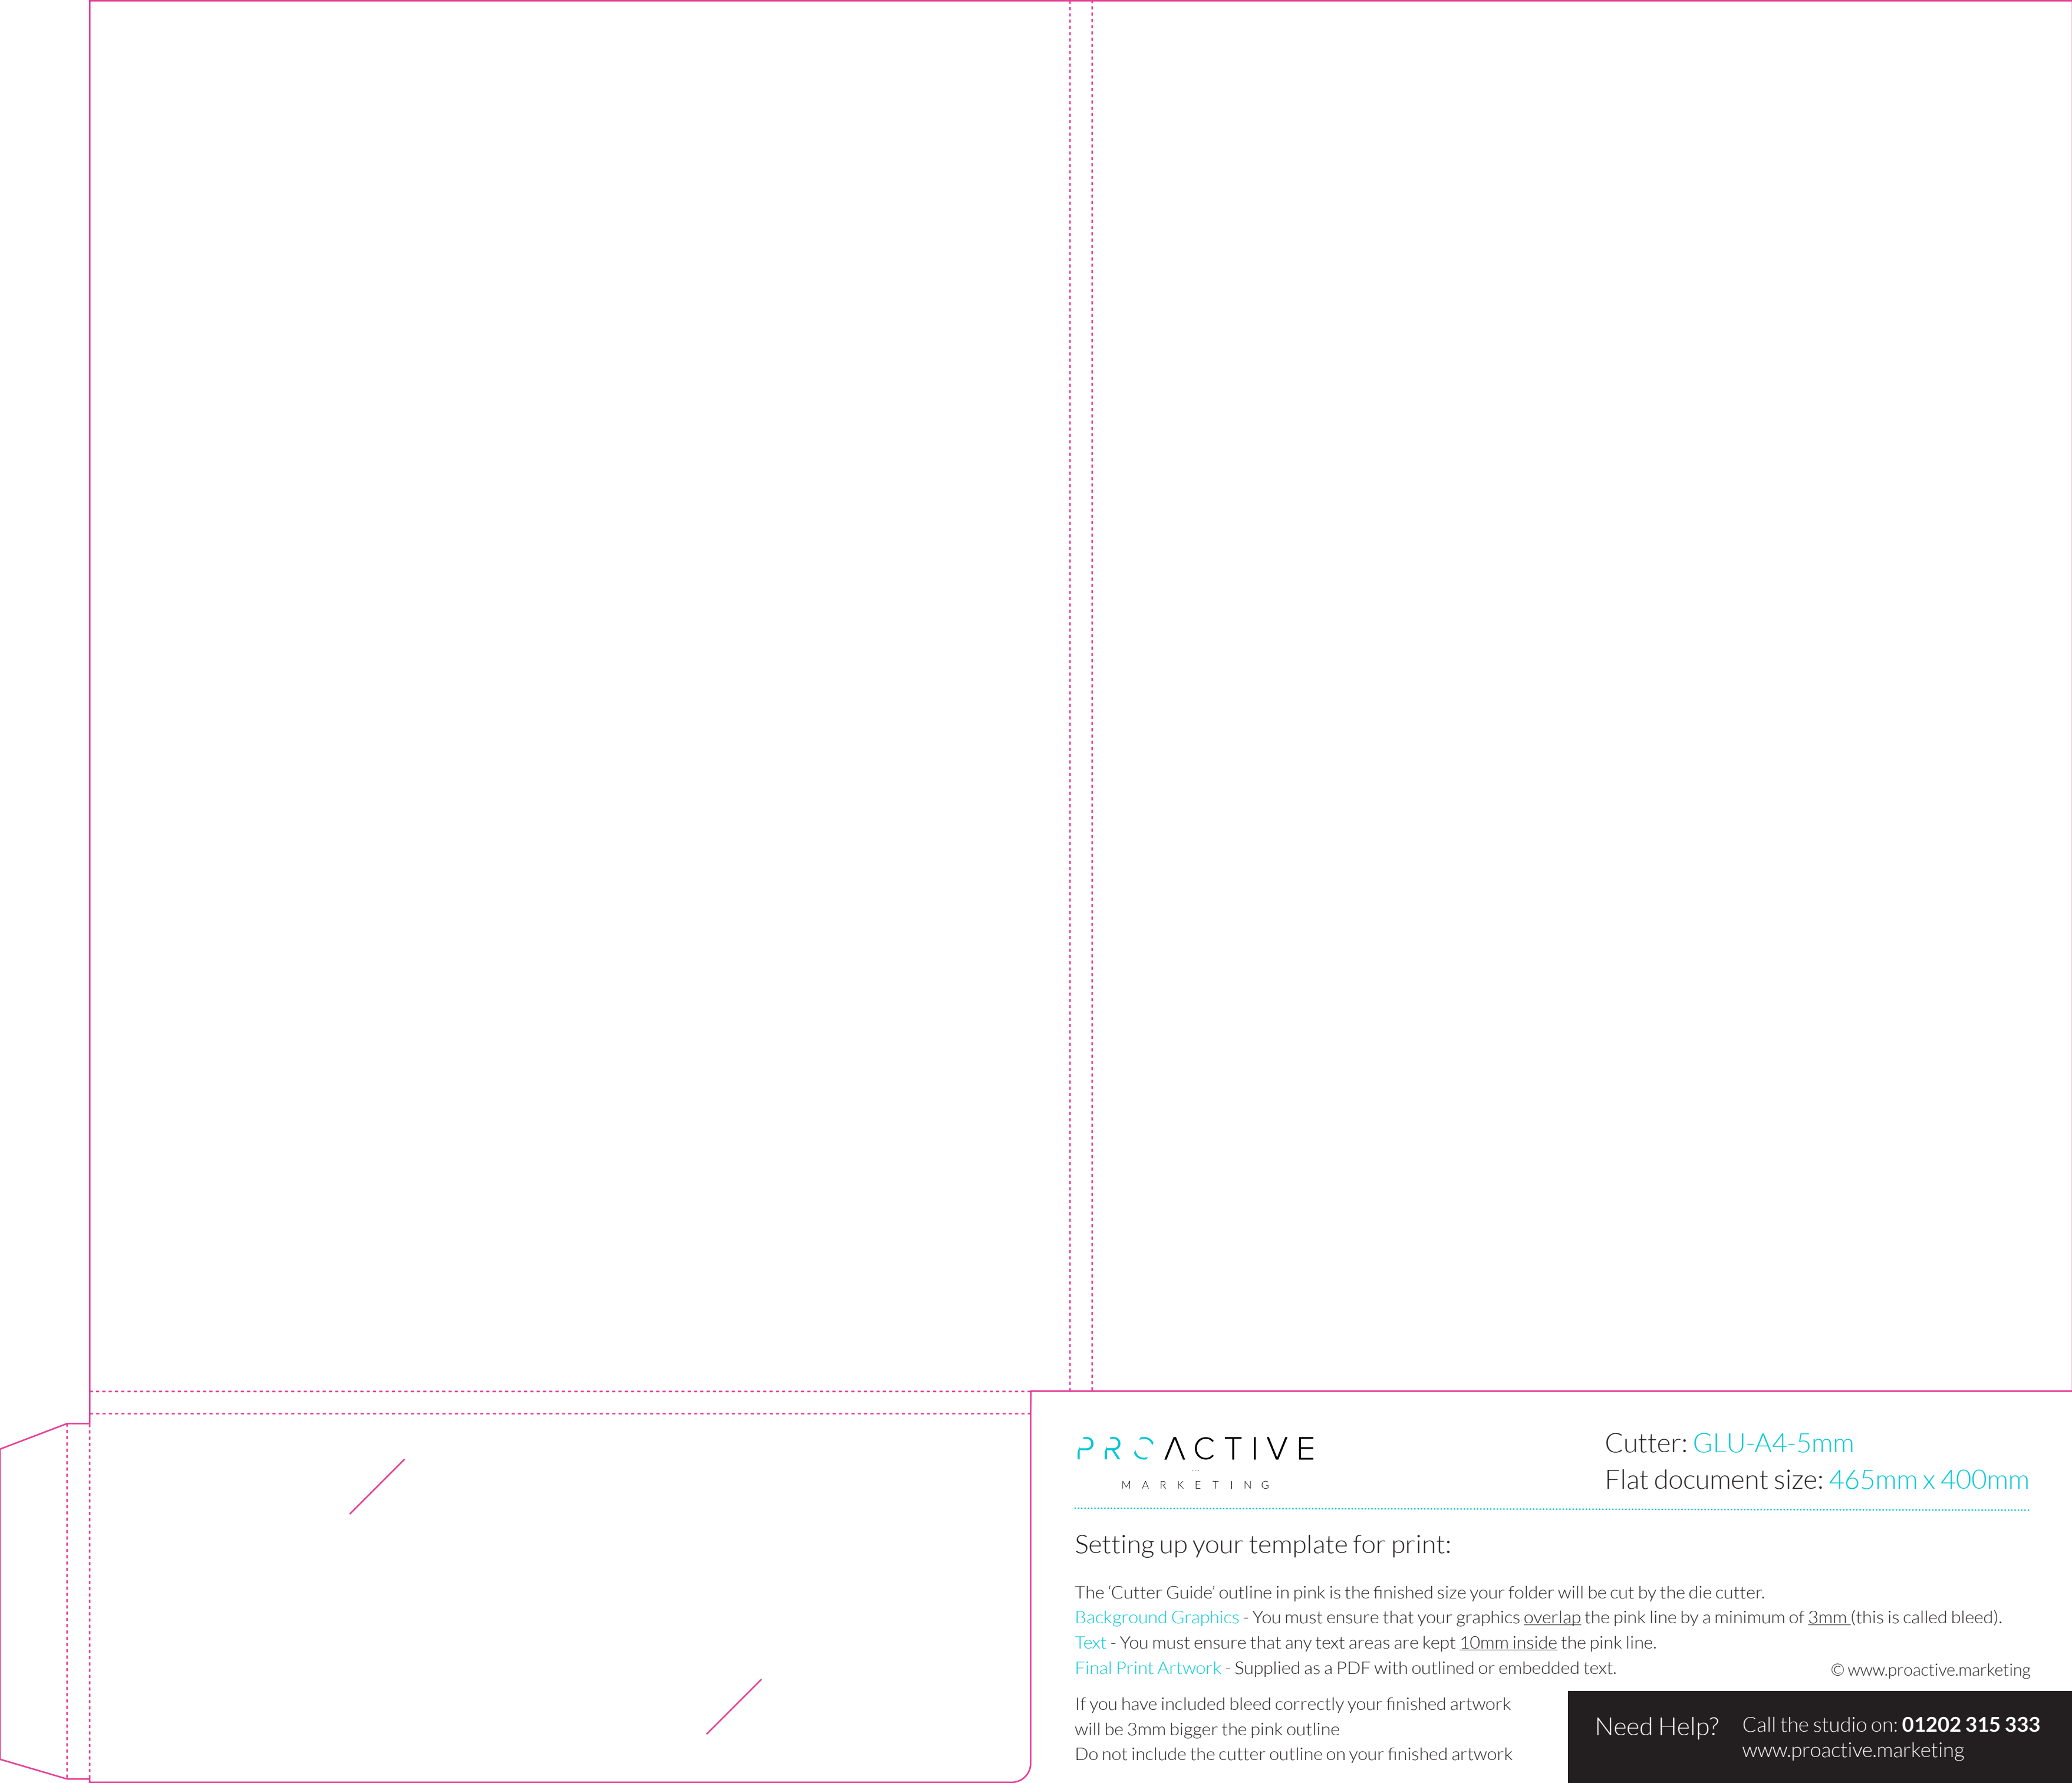 PROACTIVE
MARKETING
Cutter: GLU-A4-5mm
Flat document size: 465mm x 400mm
Setting up your template for print:
The ‘Cutter Guide’ outline in pink is the finished size your folder will be cut by the die cutter.
Background Graphics - You must ensure that your graphics overlap the pink line by a minimum of 3mm (this is called bleed).
Text - You must ensure that any text areas are kept 10mm inside the pink line.
Final Print Artwork - Supplied as a PDF with outlined or embedded text.
© www.proactive.marketing
If you have included bleed correctly your finished artwork
will be 3mm bigger the pink outline
Do not include the cutter outline on your finished artwork
Need Help?
Call the studio on: 01202 315 333
www.proactive.marketing